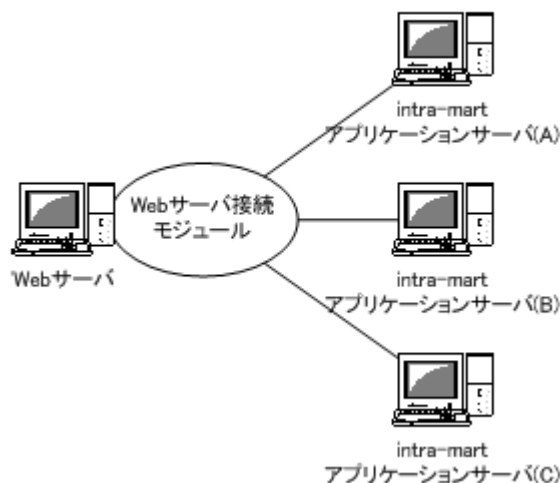 intra-mart
アプリケーションサーバ(A)
Webサーバ接続
モジュール
Webサーバ
intra-mart
アプリケーションサーバ(B)
intra-mart
アプリケーションサーバ(C)